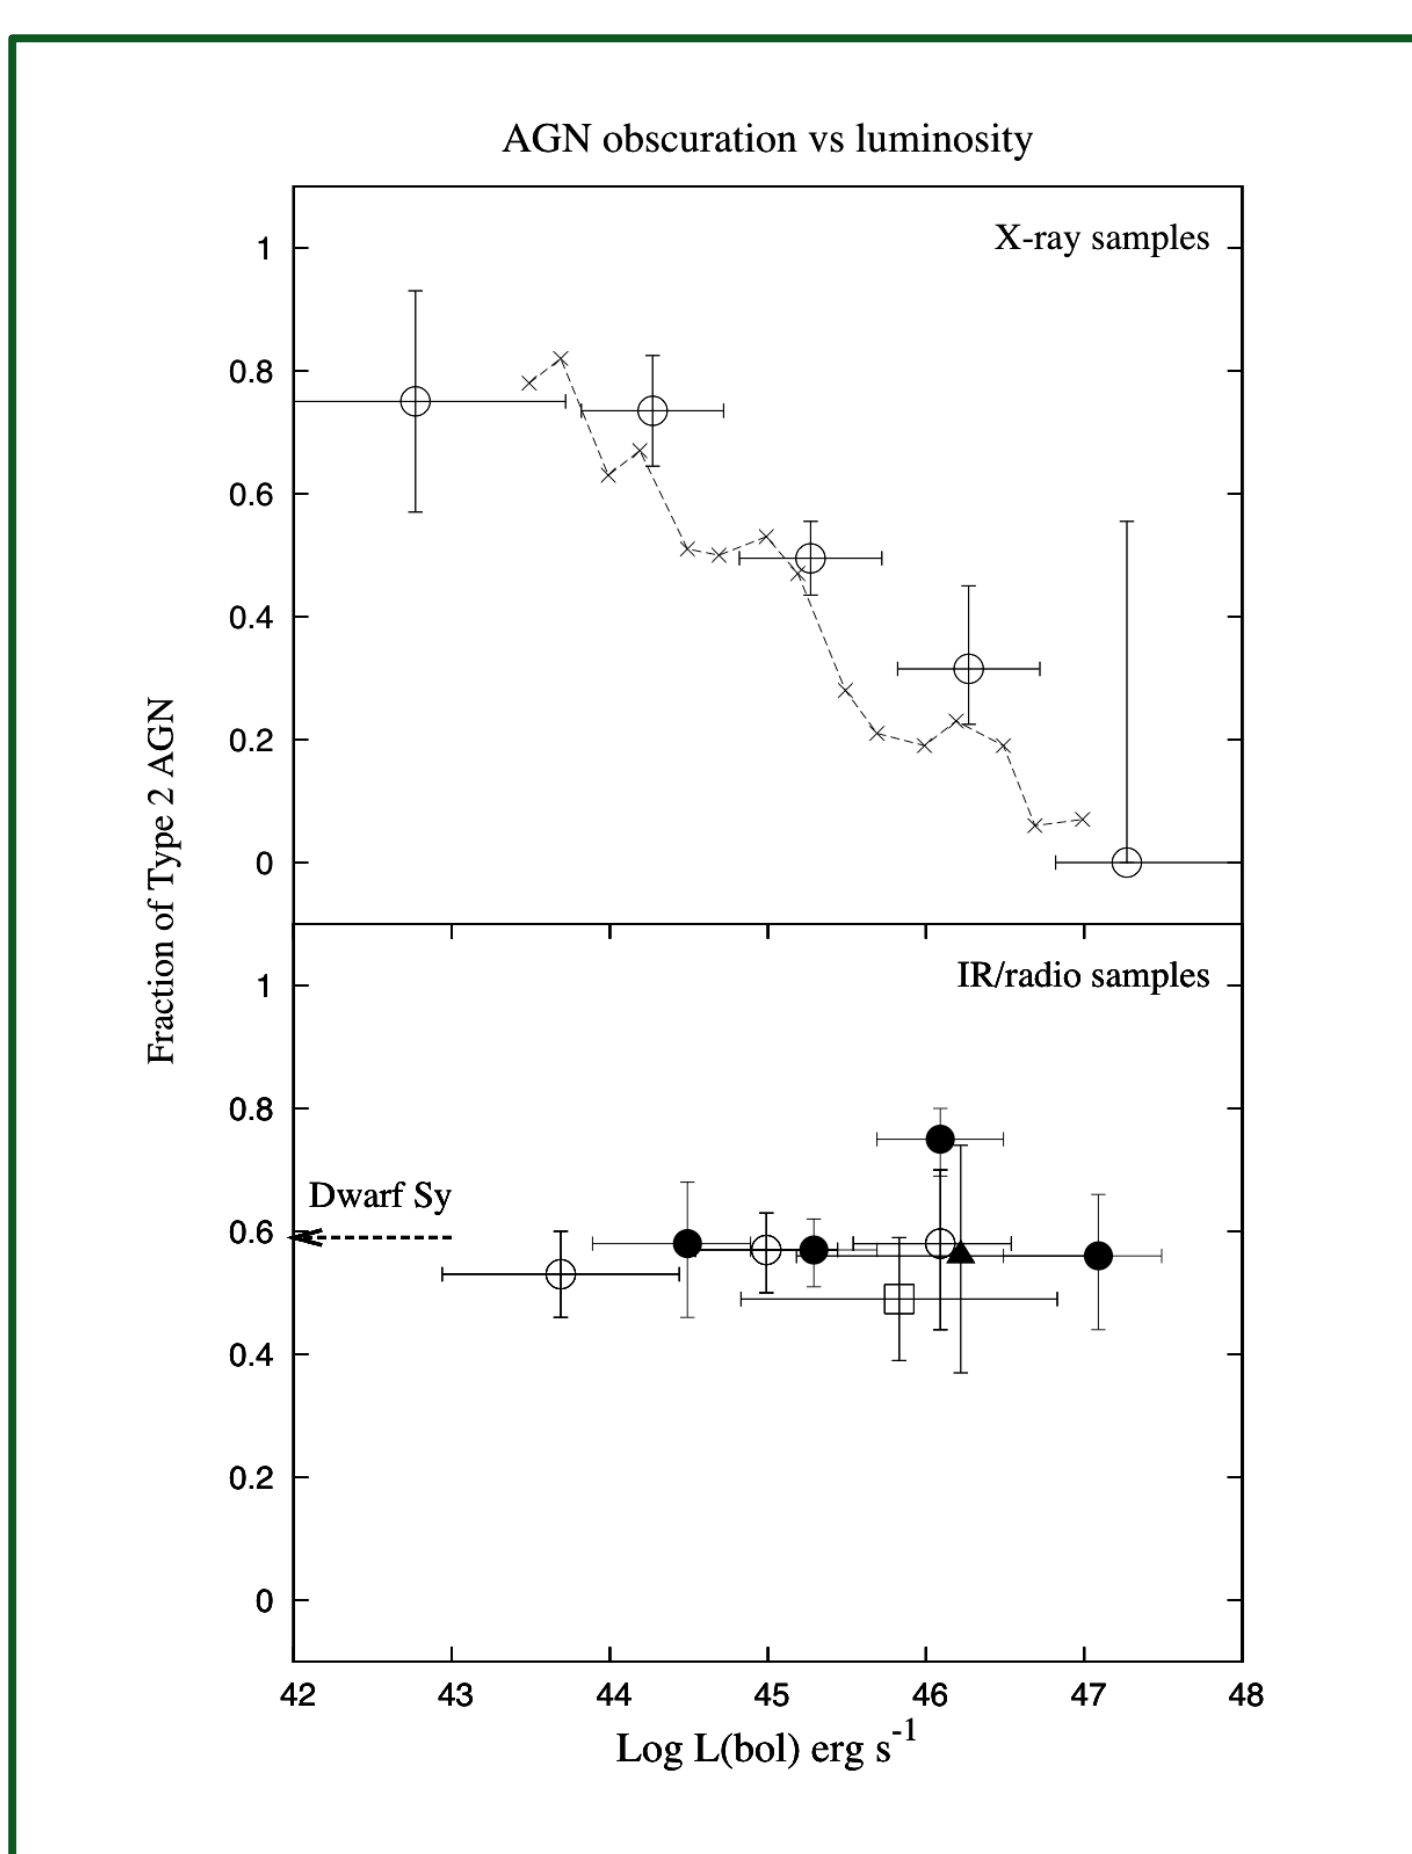 AGN obscuration vs luminosity
X-ray samples
1
0.8
0.6
0.4
0.2
0
Fraction of Type 2 AGN
IR/radio samples
1
0.8
Dwarf Sy
0.6
0.4
0.2
0
42 43 44 45 46 47 48
Log L(bol) erg s⁻¹